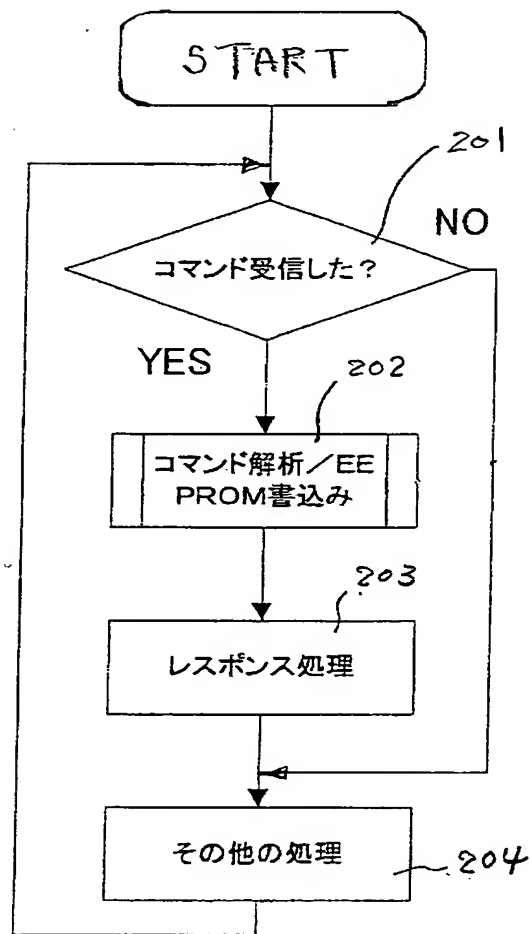 START
201
NO
コマンド受信した?
YES
202
コマンド解析/EE
PROM書込み
203
レスポンス処理
その他の処理
204